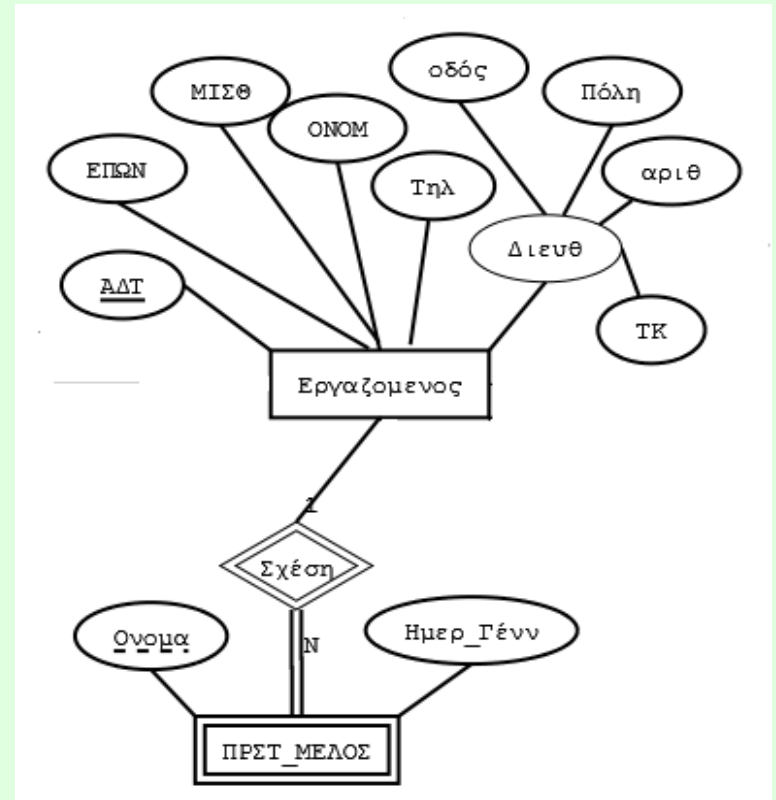 οδός
Πόλη
ΜΙΣΘ
ΟΝΟΜ
ΕΠΩΝ
Τηλ
αριθ
Διευθ
ΑΔΤ
ΤΚ
Εργαζομενος
1
Σχέση
Ονομα
Ημερ_Γένν
N
ΠΡΣΤ_ΜΕΛΟΣ